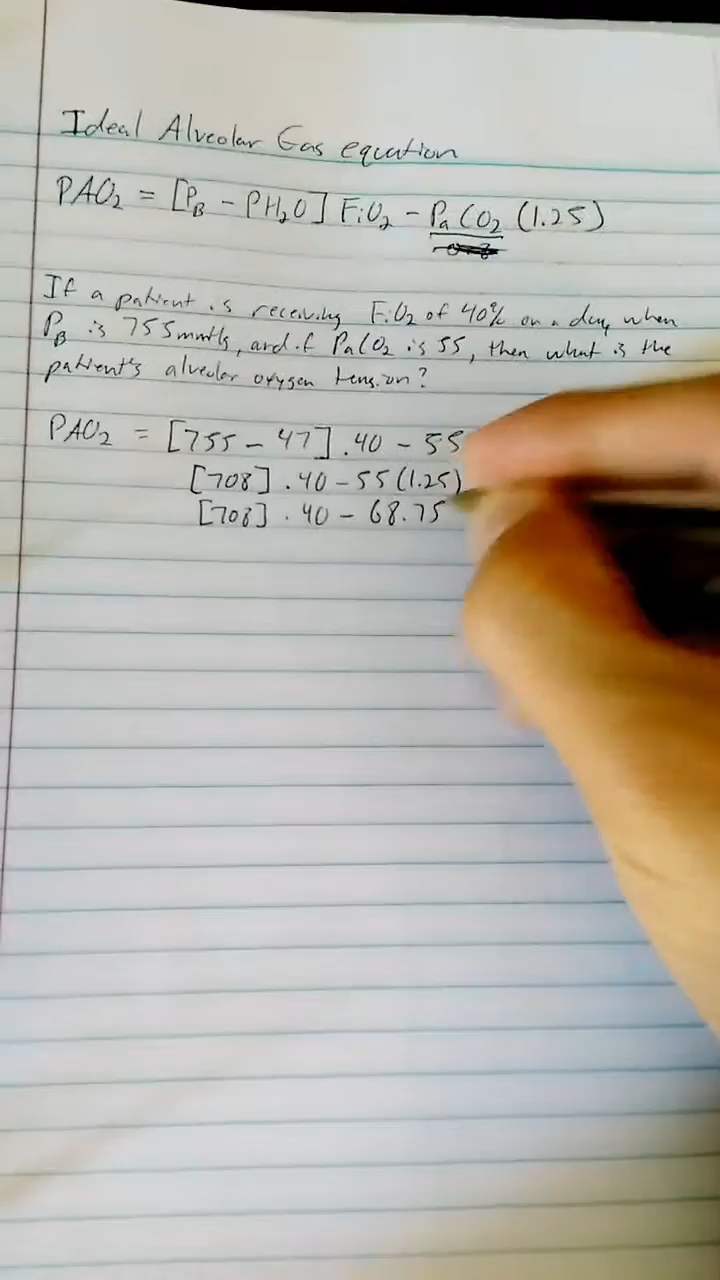 Ideal Alveolar Gas equation
PAO₂ = [P_B - PH₂O] FiO₂ - PaCO₂ (1.25)
If a patient is receiving FiO₂ of 40% on a day when
P_B is 755mmHg, and if PaCO₂ is 55, then what is the
patient's alveolar oxygen tension?
PAO₂ = [755 - 47] .40 - 55
[708] .40 - 55 (1.25)
[708] .40 - 68.75